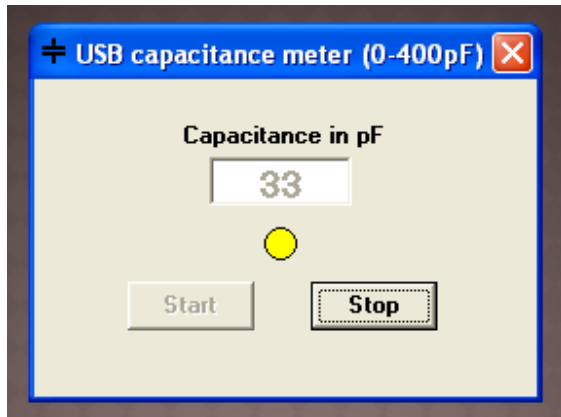 USB capacitance meter (0-400pF)
Capacitance in pF
33
Start Stop